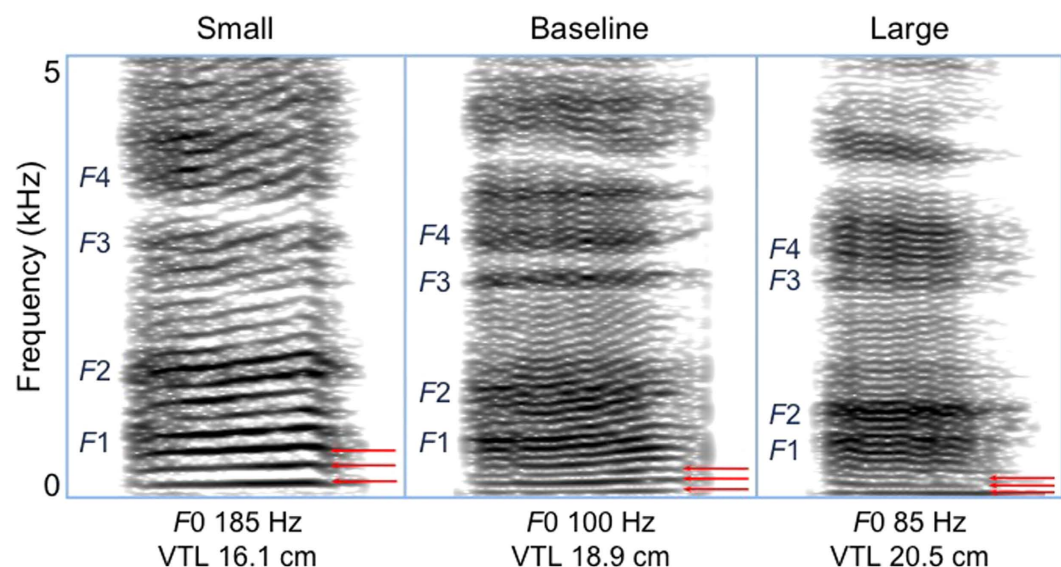 Small Baseline Large
5
Frequency (kHz)
0
F4
F3
F2
F1
F4
F3
F2
F1
F4
F3
F2
F1
F0 185 Hz
VTL 16.1 cm
F0 100 Hz
VTL 18.9 cm
F0 85 Hz
VTL 20.5 cm